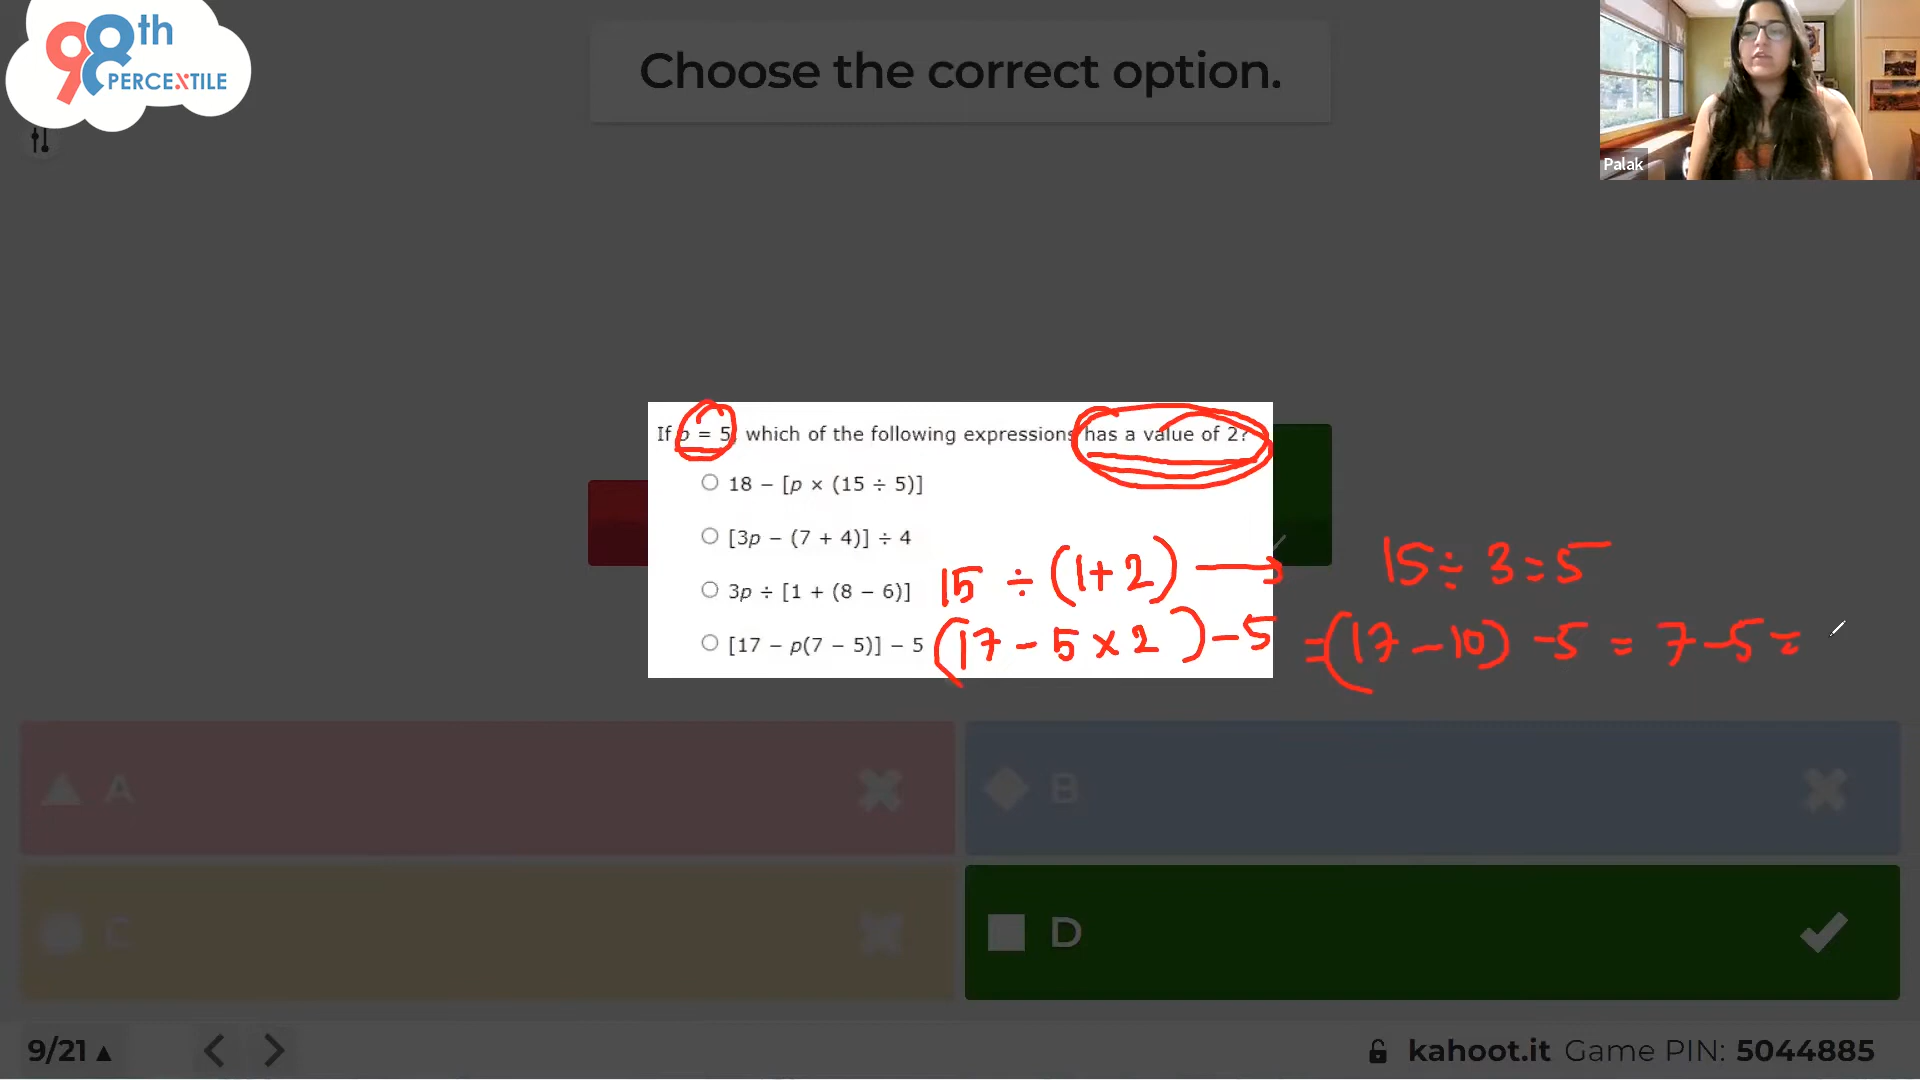 98th
PERCEXTILE
Choose the correct option.
Palak
If p = 5, which of the following expressions has a value of 2?
18 − [p × (15 ÷ 5)]
[3p − (7 + 4)] ÷ 4
3p ÷ [1 + (8 − 6)] 15 ÷ (1+2) → 15 ÷ 3 = 5
[17 − p(7 − 5)] − 5 (17 − 5 × 2) − 5 = (17 − 10) − 5 = 7 − 5 =
A
B
C
D
9/21
kahoot.it Game PIN: 5044885